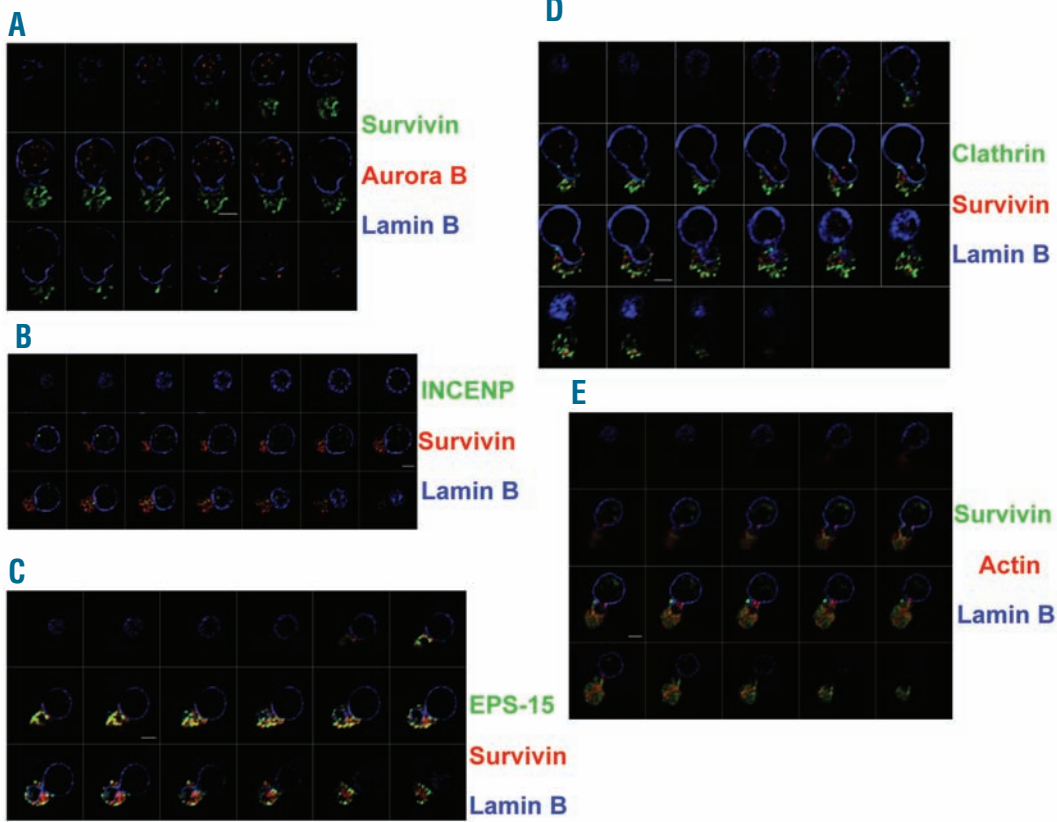 A
Survivin
Aurora B
Lamin B
B
INCENP
Survivin
Lamin B
C
EPS-15
Survivin
Lamin B
D
Clathrin
Survivin
Lamin B
E
Survivin
Actin
Lamin B